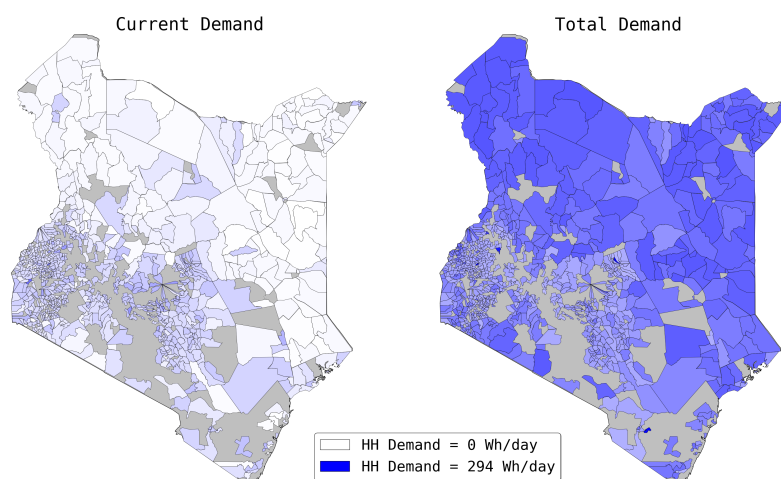 Current Demand
Total Demand
HH Demand = 0 Wh/day
HH Demand = 294 Wh/day